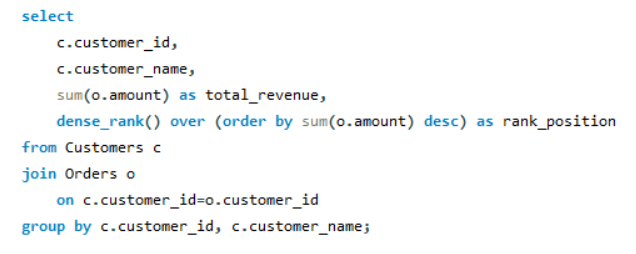 select
    c.customer_id,
    c.customer_name,
    sum(o.amount) as total_revenue,
    dense_rank() over (order by sum(o.amount) desc) as rank_position
from Customers c
join Orders o
    on c.customer_id=o.customer_id
group by c.customer_id, c.customer_name;